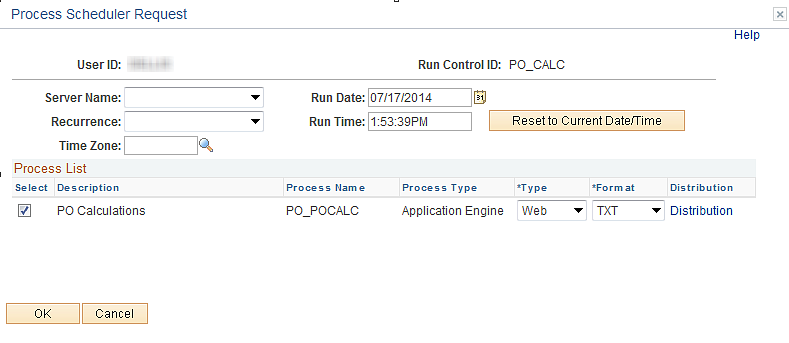 Process Scheduler Request
Help
User ID: Run Control ID: PO_CALC
Server Name: Run Date: 07/17/2014 31
Recurrence: Run Time: 1:53:39PM Reset to Current Date/Time
Time Zone:
Process List
Select Description Process Name Process Type *Type *Format Distribution
PO Calculations PO_POCALC Application Engine Web TXT Distribution
OK Cancel